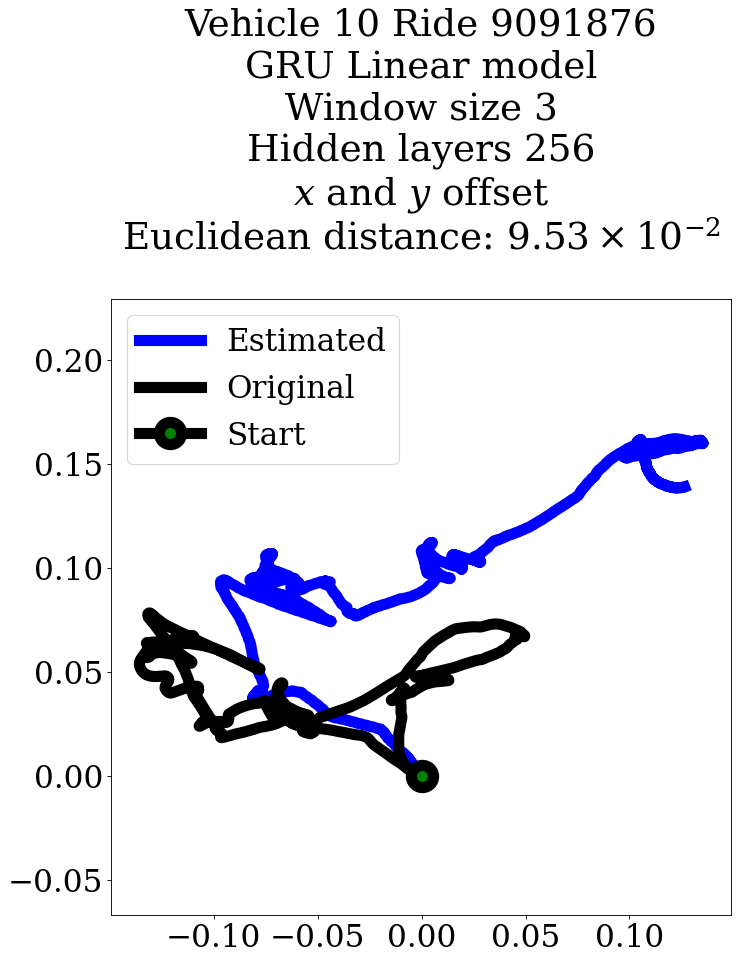 Vehicle 10 Ride 9091876
GRU Linear model
Window size 3
Hidden layers 256
x and y offset
Euclidean distance: 9.53 × 10⁻²
Estimated
Original
Start
0.20
0.15
0.10
0.05
0.00
−0.05
−0.10 −0.05 0.00 0.05 0.10